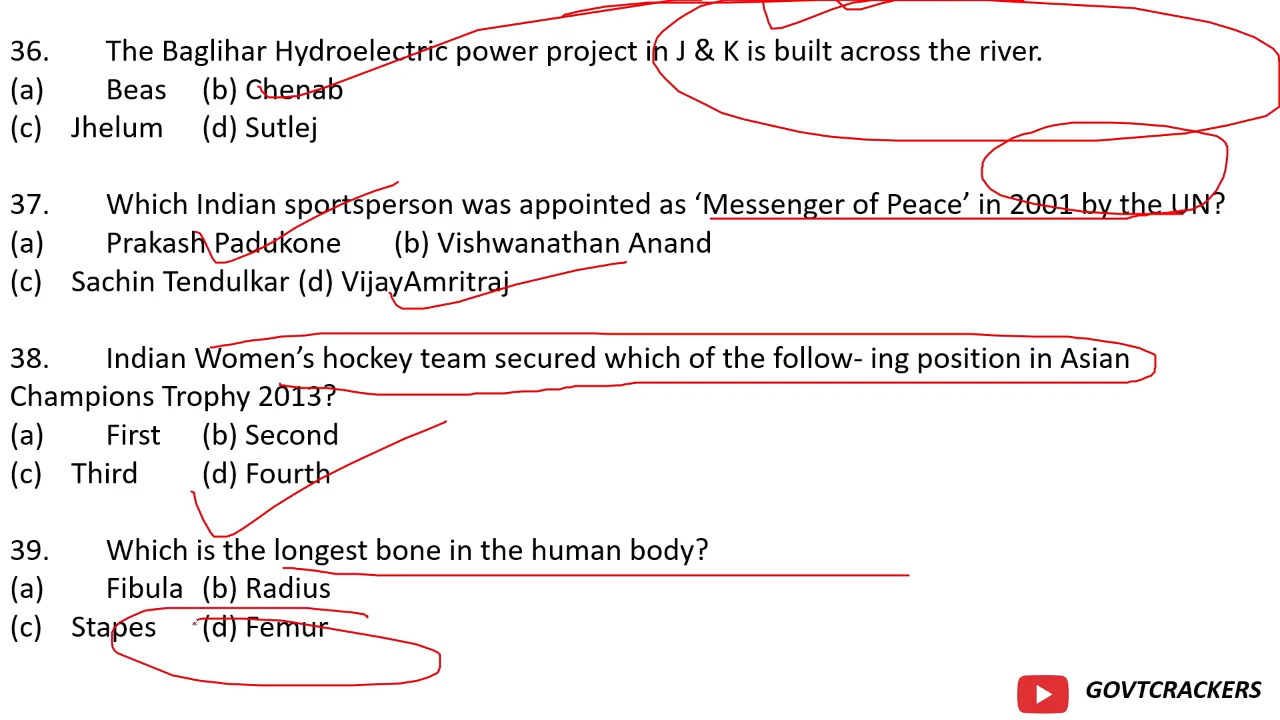 36. The Baglihar Hydroelectric power project in J & K is built across the river.
(a) Beas (b) Chenab
(c) Jhelum (d) Sutlej
37. Which Indian sportsperson was appointed as ‘Messenger of Peace’ in 2001 by the UN?
(a) Prakash Padukone (b) Vishwanathan Anand
(c) Sachin Tendulkar (d) VijayAmritraj
38. Indian Women’s hockey team secured which of the follow- ing position in Asian
Champions Trophy 2013?
(a) First (b) Second
(c) Third (d) Fourth
39. Which is the longest bone in the human body?
(a) Fibula (b) Radius
(c) Stapes (d) Femur
GOVTCRACKERS